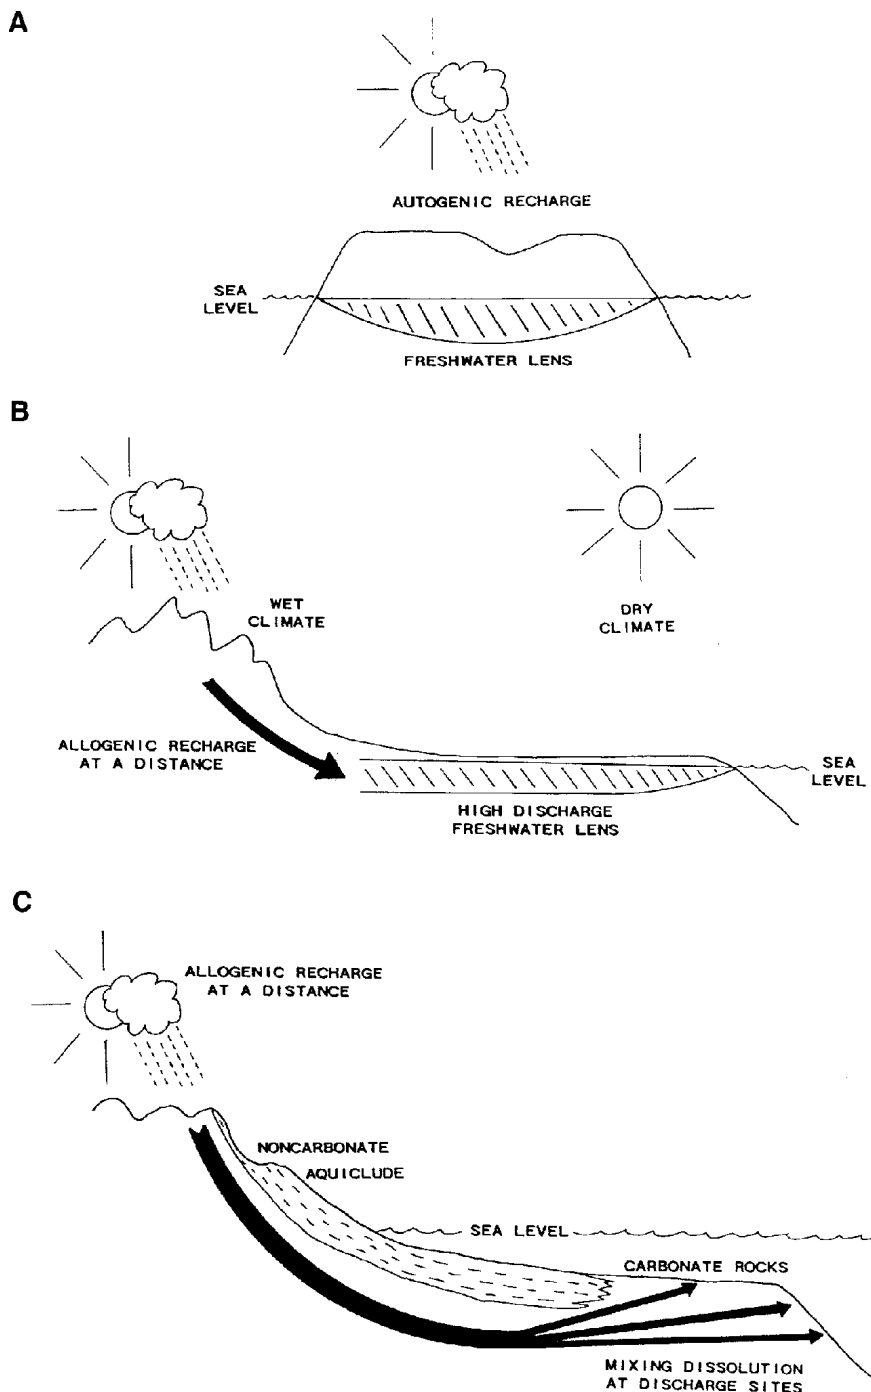 A
AUTOGENIC RECHARGE
SEA
LEVEL
FRESHWATER LENS
B
WET
CLIMATE
DRY
CLIMATE
ALLOGENIC RECHARGE
AT A DISTANCE
SEA
LEVEL
HIGH DISCHARGE
FRESHWATER LENS
C
ALLOGENIC RECHARGE
AT A DISTANCE
NONCARBONATE
AQUICLUDE
SEA LEVEL
CARBONATE ROCKS
MIXING DISSOLUTION
AT DISCHARGE SITES